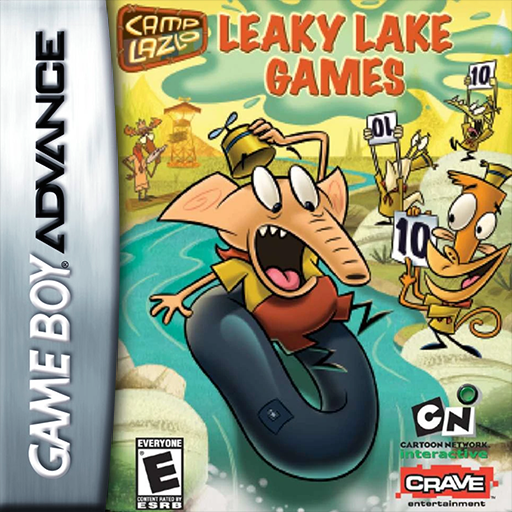 GAME BOY ADVANCE
CAMP
LAZLO
LEAKY LAKE
GAMES
10
10
10
EVERYONE
E
CONTENT RATED BY
ESRB
CN
CARTOON NETWORK
interactive
CRAVE
entertainment